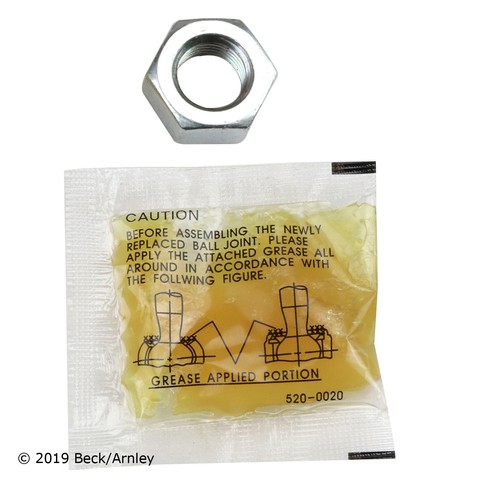 CAUTION
BEFORE ASSEMBLING THE NEWLY
REPLACED BALL JOINT. PLEASE
APPLY THE ATTACHED GREASE ALL
AROUND IN ACCORDANCE WITH
THE FOLLWING FIGURE.
GREASE APPLIED PORTION
520-0020
© 2019 Beck/Arnley